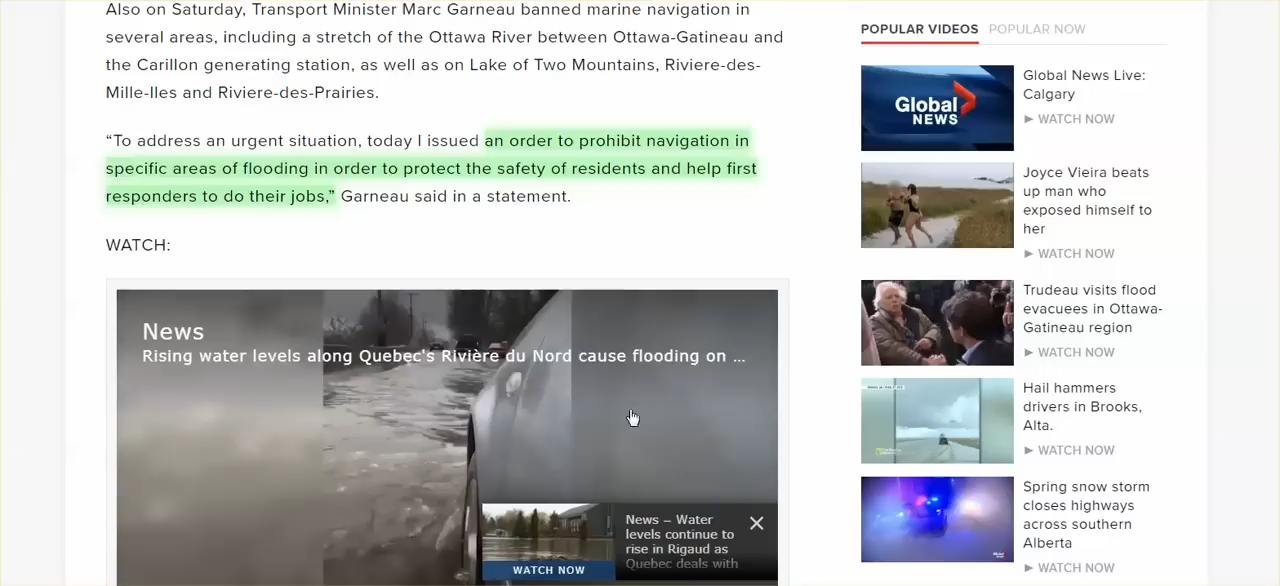 Also on Saturday, Transport Minister Marc Garneau banned marine navigation in
several areas, including a stretch of the Ottawa River between Ottawa-Gatineau and
the Carillon generating station, as well as on Lake of Two Mountains, Riviere-des-
Mille-Iles and Riviere-des-Prairies.
“To address an urgent situation, today I issued an order to prohibit navigation in
specific areas of flooding in order to protect the safety of residents and help first
responders to do their jobs,” Garneau said in a statement.
WATCH:
News
Rising water levels along Quebec's Rivière du Nord cause flooding on ...
News – Water
levels continue to
rise in Rigaud as
Quebec deals with
WATCH NOW
POPULAR VIDEOS POPULAR NOW
Global
NEWS
Global News Live:
Calgary
► WATCH NOW
Joyce Vieira beats
up man who
exposed himself to
her
► WATCH NOW
Trudeau visits flood
evacuees in Ottawa-
Gatineau region
► WATCH NOW
Hail hammers
drivers in Brooks,
Alta.
► WATCH NOW
Spring snow storm
closes highways
across southern
Alberta
► WATCH NOW